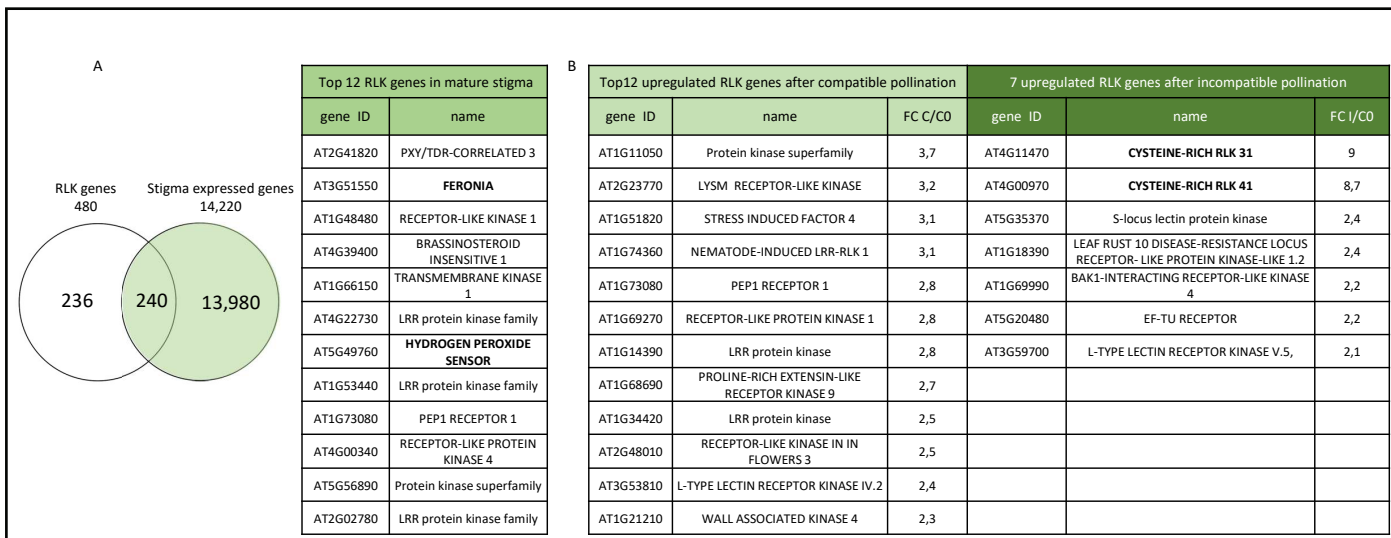 A
RLK genes
480
Stigma expressed genes
14,220
236
240
13,980
Top 12 RLK genes in mature stigma
gene ID name
AT2G41820 PXY/TDR-CORRELATED 3
AT3G51550 FERONIA
AT1G48480 RECEPTOR-LIKE KINASE 1
AT4G39400 BRASSINOSTEROID
INSENSITIVE 1
AT1G66150 TRANSMEMBRANE KINASE
1
AT4G22730 LRR protein kinase family
AT5G49760 HYDROGEN PEROXIDE
SENSOR
AT1G53440 LRR protein kinase family
AT1G73080 PEP1 RECEPTOR 1
AT4G00340 RECEPTOR-LIKE PROTEIN
KINASE 4
AT5G56890 Protein kinase superfamily
AT2G02780 LRR protein kinase family
B
Top12 upregulated RLK genes after compatible pollination 7 upregulated RLK genes after incompatible pollination
gene ID name FC C/C0 gene ID name FC I/C0
AT1G11050 Protein kinase superfamily 3,7 AT4G11470 CYSTEINE-RICH RLK 31 9
AT2G23770 LYSM RECEPTOR-LIKE KINASE 3,2 AT4G00970 CYSTEINE-RICH RLK 41 8,7
AT1G51820 STRESS INDUCED FACTOR 4 3,1 AT5G35370 S-locus lectin protein kinase 2,4
AT1G74360 NEMATODE-INDUCED LRR-RLK 1 3,1 AT1G18390 LEAF RUST 10 DISEASE-RESISTANCE LOCUS
RECEPTOR- LIKE PROTEIN KINASE-LIKE 1.2 2,4
AT1G73080 PEP1 RECEPTOR 1 2,8 AT1G69990 BAK1-INTERACTING RECEPTOR-LIKE KINASE
4 2,2
AT1G69270 RECEPTOR-LIKE PROTEIN KINASE 1 2,8 AT5G20480 EF-TU RECEPTOR 2,2
AT1G14390 LRR protein kinase 2,8 AT3G59700 L-TYPE LECTIN RECEPTOR KINASE V.5, 2,1
AT1G68690 PROLINE-RICH EXTENSIN-LIKE
RECEPTOR KINASE 9 2,7
AT1G34420 LRR protein kinase 2,5
AT2G48010 RECEPTOR-LIKE KINASE IN IN
FLOWERS 3 2,5
AT3G53810 L-TYPE LECTIN RECEPTOR KINASE IV.2 2,4
AT1G21210 WALL ASSOCIATED KINASE 4 2,3